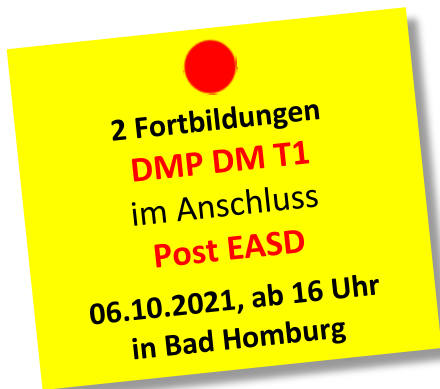 2 Fortbildungen
DMP DM T1
im Anschluss
Post EASD
06.10.2021, ab 16 Uhr
in Bad Homburg